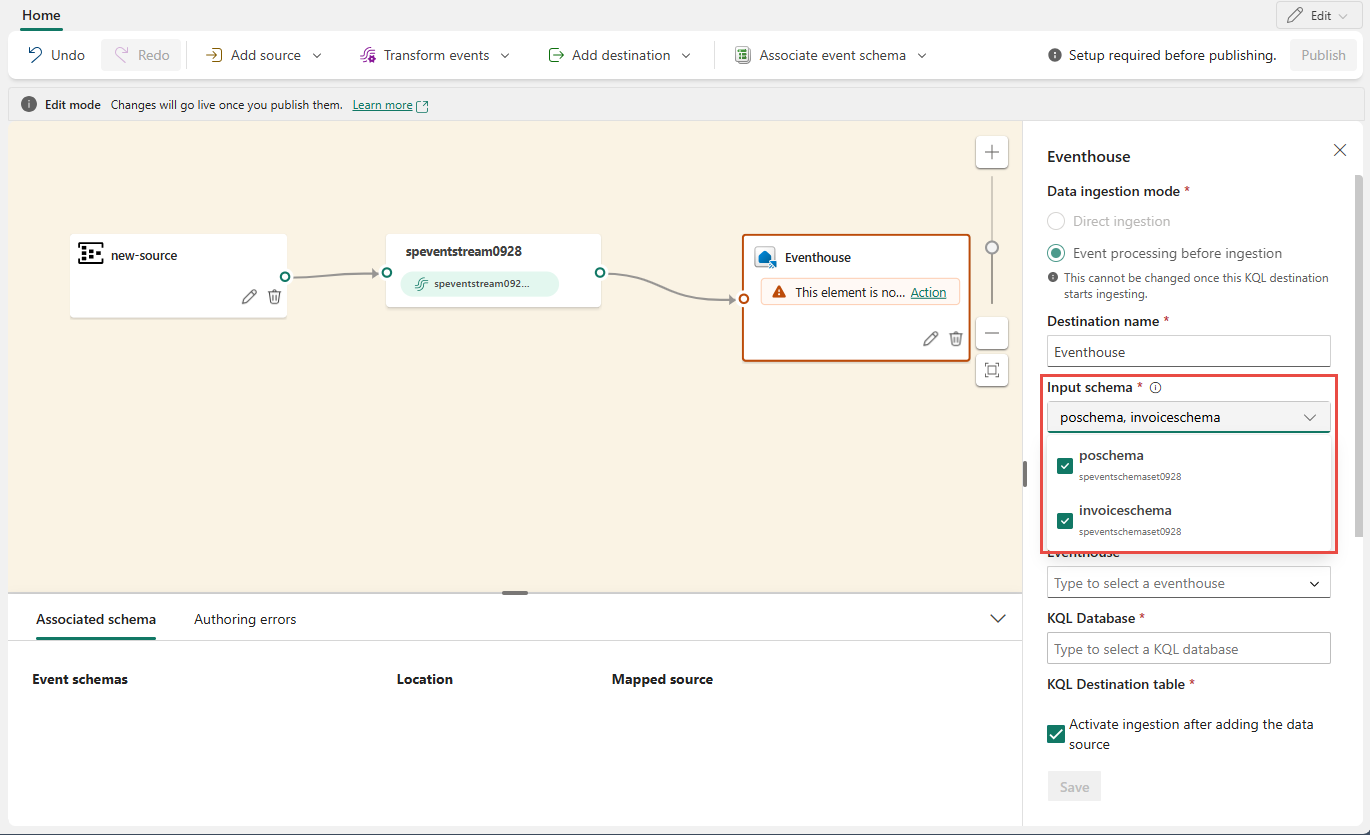 Home
Edit
Undo
Redo
Add source
Transform events
Add destination
Associate event schema
Setup required before publishing.
Publish
Edit mode Changes will go live once you publish them. Learn more
new-source
speventstream0928
speventstream092...
Eventhouse
This element is no... Action
Associated schema
Authoring errors
Event schemas
Location
Mapped source
Eventhouse
Data ingestion mode *
Direct ingestion
Event processing before ingestion
This cannot be changed once this KQL destination
starts ingesting.
Destination name *
Eventhouse
Input schema *
poschema, invoiceschema
poschema
speventschemaset0928
invoiceschema
speventschemaset0928
Eventhouse
Type to select a eventhouse
KQL Database *
Type to select a KQL database
KQL Destination table *
Activate ingestion after adding the data
source
Save